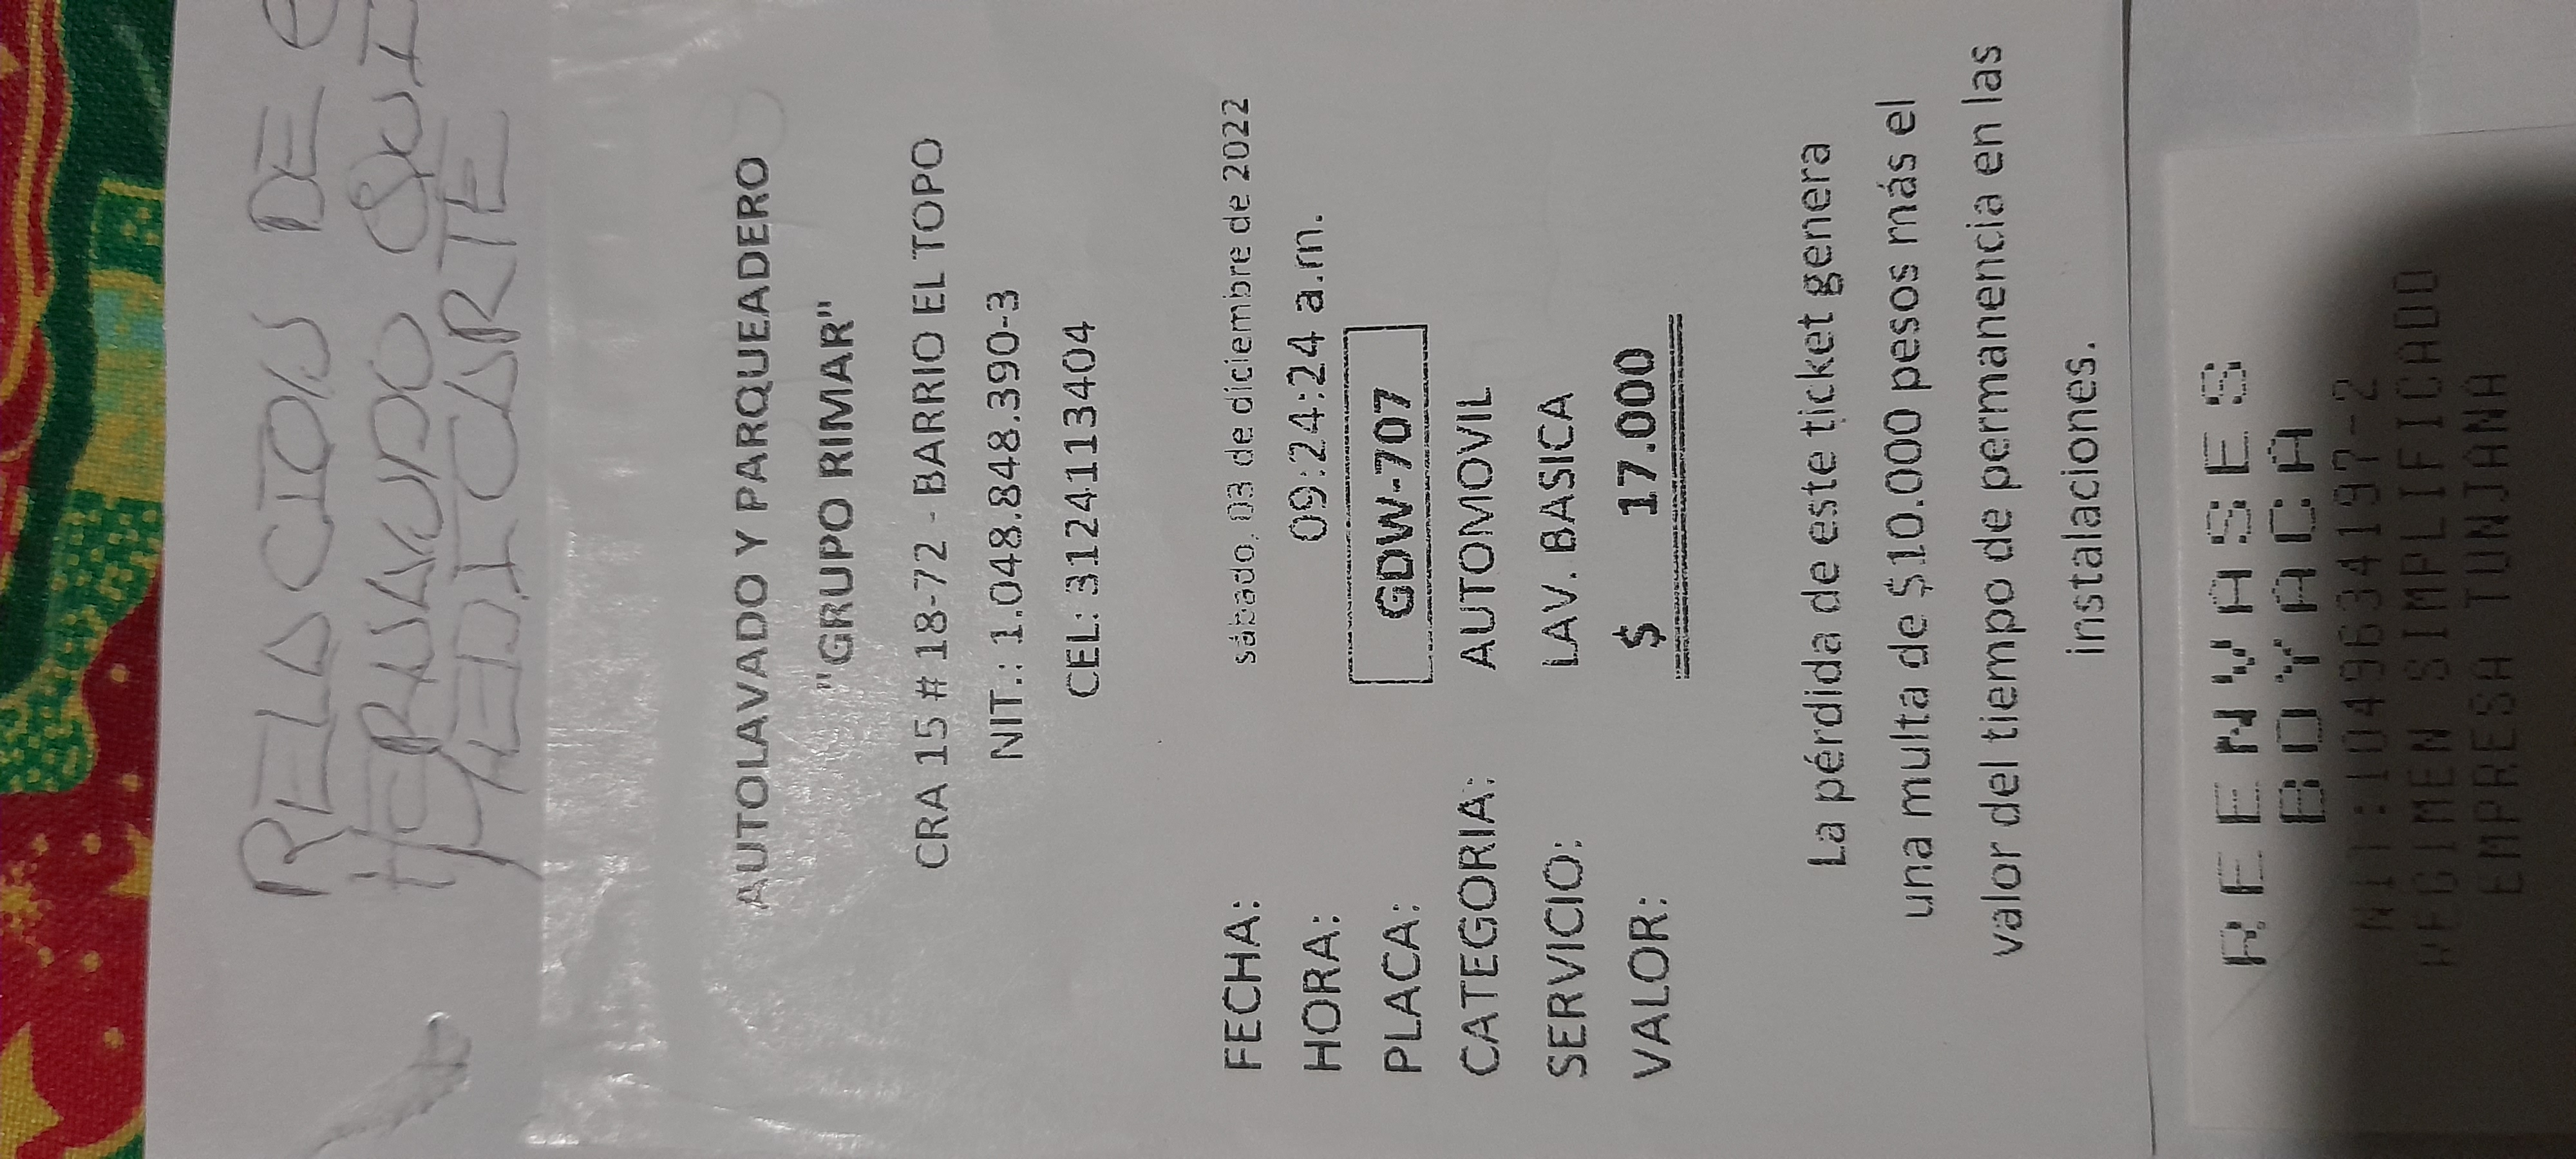 RELACION DE
HERNANDO
MEDICARTE
AUTOLAVADO Y PARQUEADERO
"GRUPO RIMAR"
CRA 15 # 18-72 - BARRIO EL TOPO
NIT.: 1.048.848.390-3
CEL: 3124113404
FECHA: sábado, 03 de diciembre de 2022
HORA: 09:24:24 a.m.
PLACA: GDW-707
CATEGORIA: AUTOMOVIL
SERVICIO: LAV. BASICA
VALOR: $ 17.000
La pérdida de este ticket genera
una multa de $10.000 pesos más el
valor del tiempo de permanencia en las
instalaciones.
REENVASES
BOYACA
NIT:1049634197-2
REGIMEN SIMPLIFICADO
EMPRESA TUNJANA